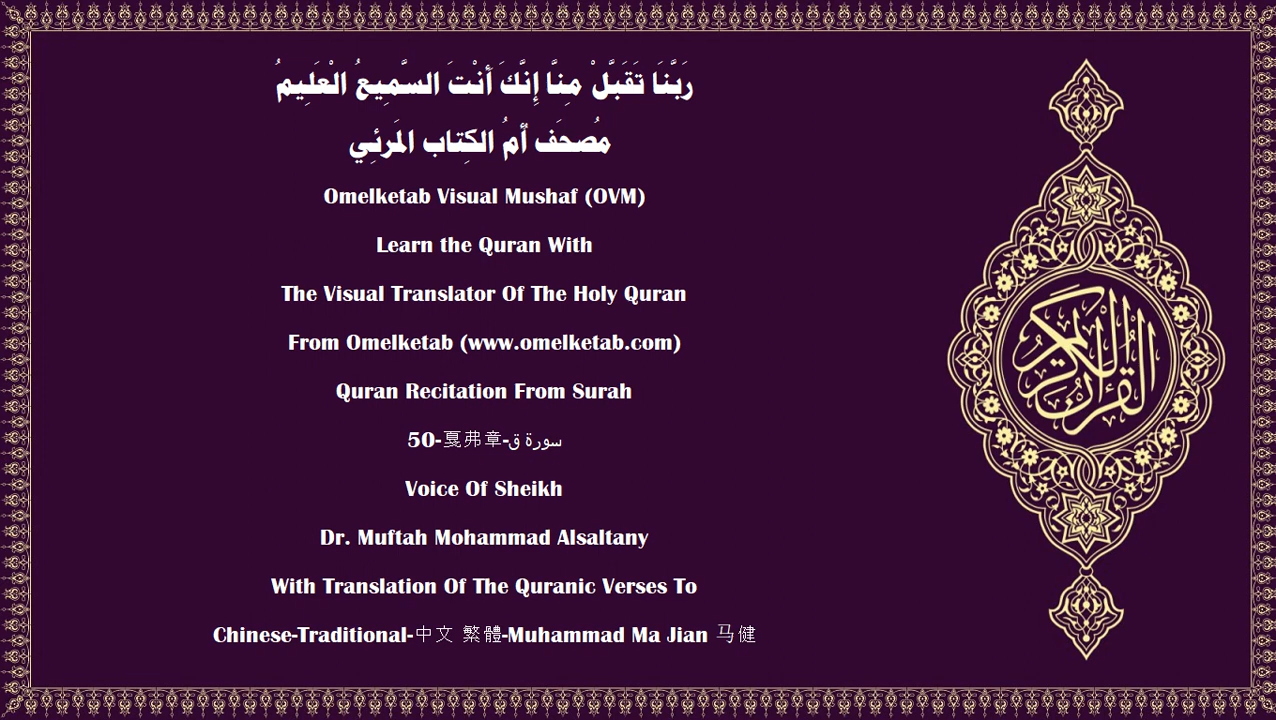 رَبَّنَا تَقَبَّلْ مِنَّا إِنَّكَ أَنْتَ السَّمِيعُ الْعَلِيمُ
مُصحَف أمُ الكِتاب المَرئِي
Omelketab Visual Mushaf (OVM)
Learn the Quran With
The Visual Translator Of The Holy Quran
From Omelketab (www.omelketab.com)
Quran Recitation From Surah
50-戛弗章-سورة ق
Voice Of Sheikh
Dr. Muftah Mohammad Alsaltany
With Translation Of The Quranic Verses To
Chinese-Traditional-中文 繁體-Muhammad Ma Jian 马健
القرآن الكريم